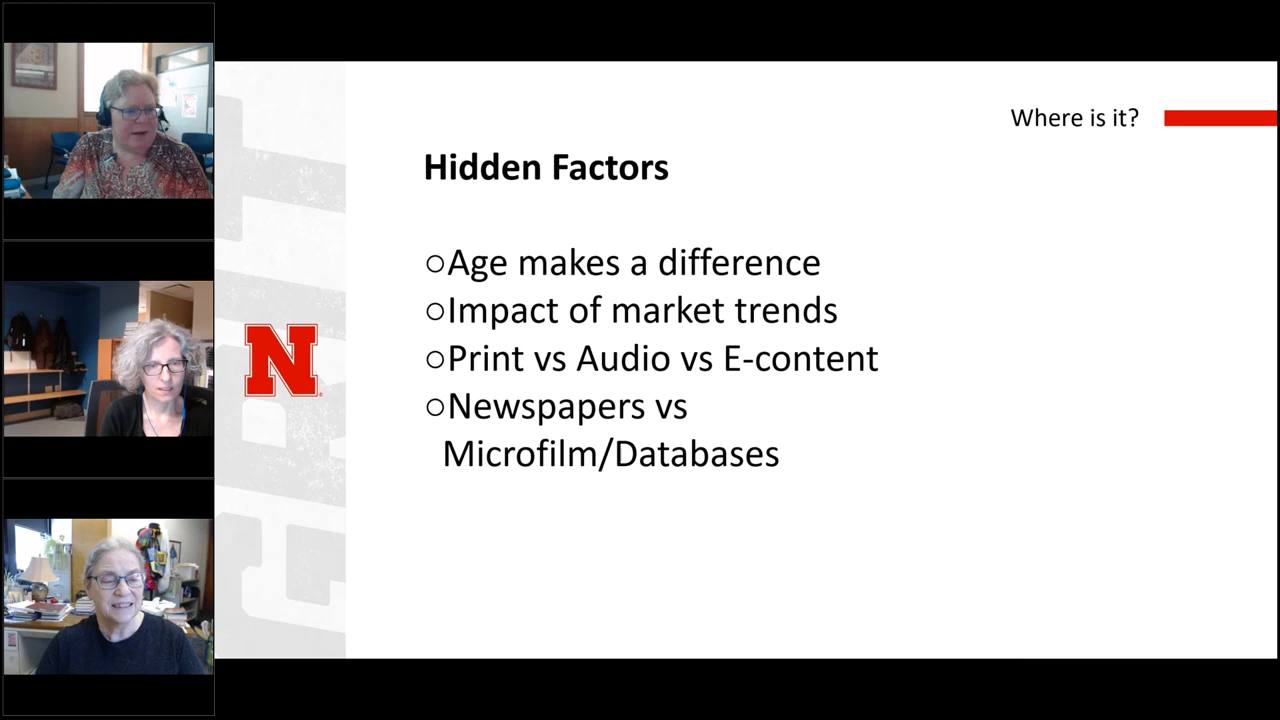 Where is it?
Hidden Factors
○Age makes a difference
○Impact of market trends
○Print vs Audio vs E-content
○Newspapers vs
Microfilm/Databases
N
GRIT